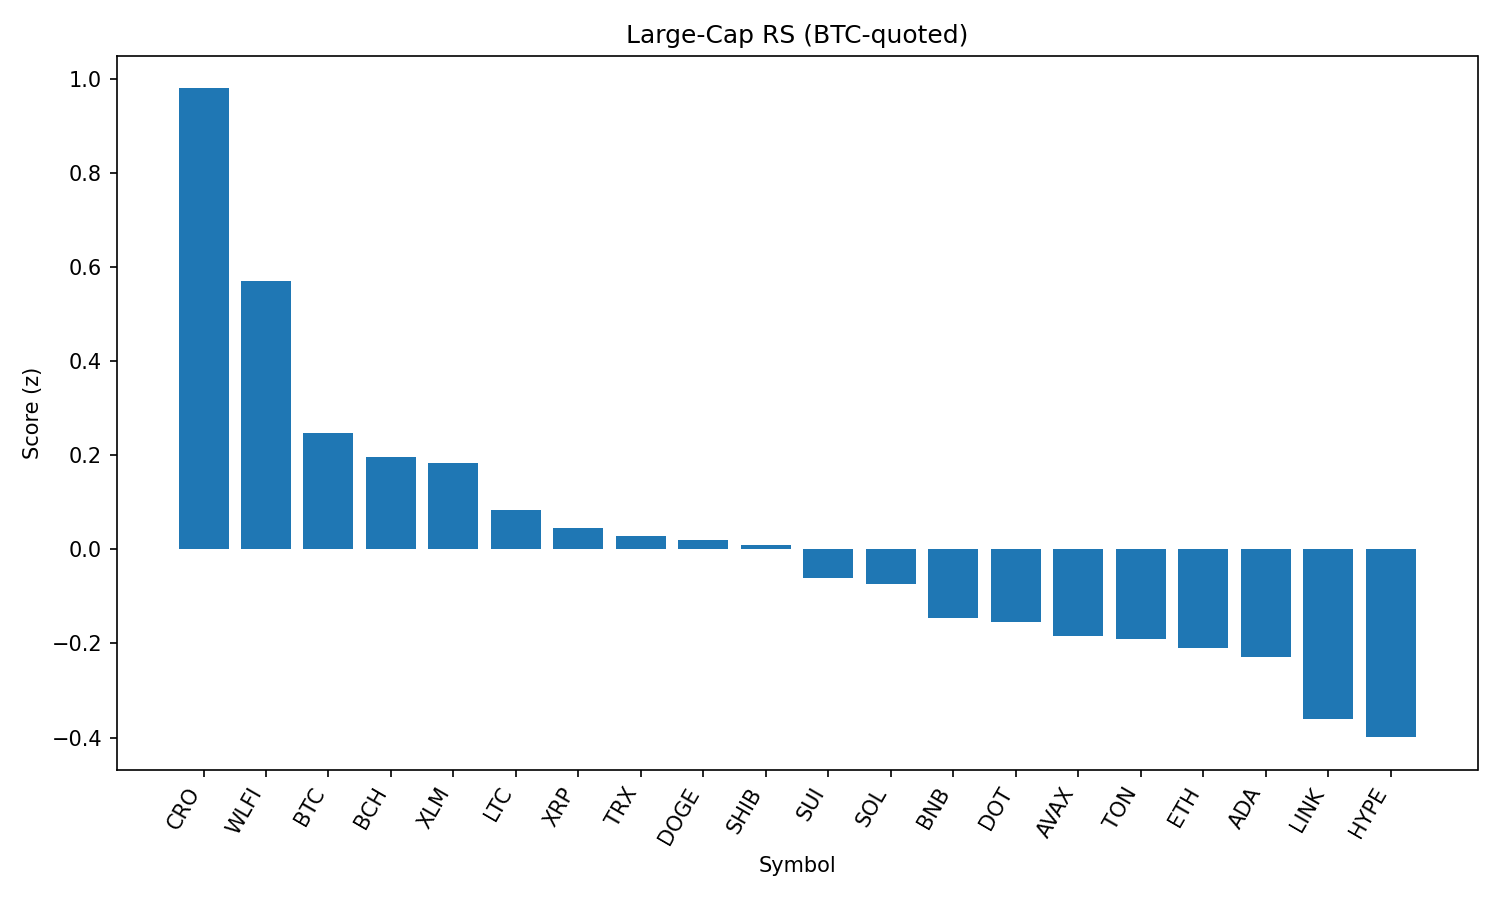 Large-Cap RS (BTC-quoted)
Score (z)
1.0
0.8
0.6
0.4
0.2
0.0
−0.2
−0.4
CRO
WLFI
BTC
BCH
XLM
LTC
XRP
TRX
DOGE
SHIB
SUI
SOL
BNB
DOT
AVAX
TON
ETH
ADA
LINK
HYPE
Symbol